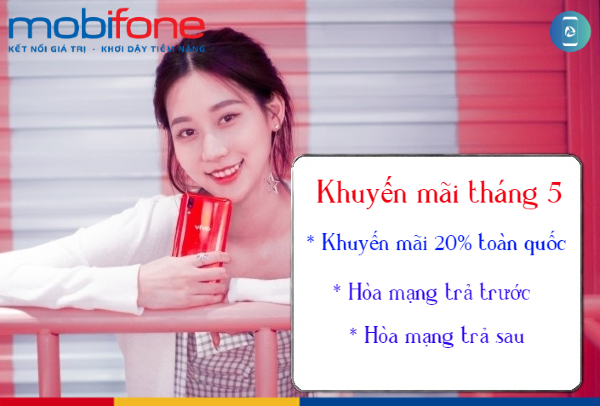 mobifone
KẾT NỐI GIÁ TRỊ · KHƠI DẬY TIỀM NĂNG
vivo
Khuyến mãi tháng 5
* Khuyến mãi 20% toàn quốc
* Hòa mạng trả trước
* Hòa mạng trả sau